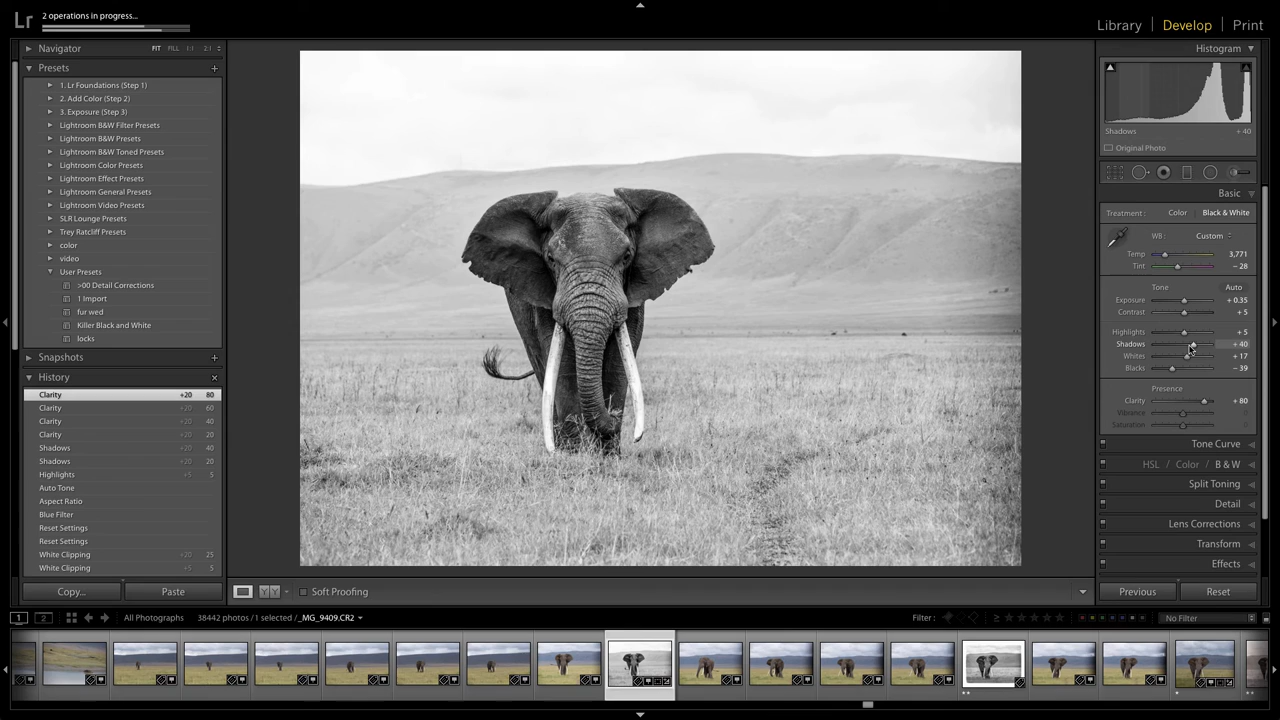 Lr
2 operations in progress...
Library | Develop | Print
Navigator
FIT FILL 1:1 2:1
Presets +
1. Lr Foundations (Step 1)
2. Add Color (Step 2)
3. Exposure (Step 3)
Lightroom B&W Filter Presets
Lightroom B&W Presets
Lightroom B&W Toned Presets
Lightroom Color Presets
Lightroom Effect Presets
Lightroom General Presets
Lightroom Video Presets
SLR Lounge Presets
Trey Ratcliff Presets
color
video
User Presets
>00 Detail Corrections
1 Import
fur wed
Killer Black and White
locks
Snapshots +
History ×
Clarity +20 80
Clarity +20 60
Clarity +20 40
Clarity +20 20
Shadows +20 40
Shadows +20 20
Highlights +5 5
Auto Tone
Aspect Ratio
Blue Filter
Reset Settings
Reset Settings
White Clipping +20 25
White Clipping +5 5
Copy... Paste
Histogram
Shadows + 40
Original Photo
Basic
Treatment : Color | Black & White
WB : Custom
Temp 3,771
Tint – 28
Tone Auto
Exposure + 0.35
Contrast + 5
Highlights + 5
Shadows + 40
Whites + 17
Blacks – 39
Presence
Clarity + 80
Vibrance 0
Saturation 0
Tone Curve
HSL / Color / B & W
Split Toning
Detail
Lens Corrections
Transform
Effects
Previous Reset
Y Y Soft Proofing
1 2 All Photographs 38442 photos / 1 selected / _MG_9409.CR2
Filter : ≥ No Filter